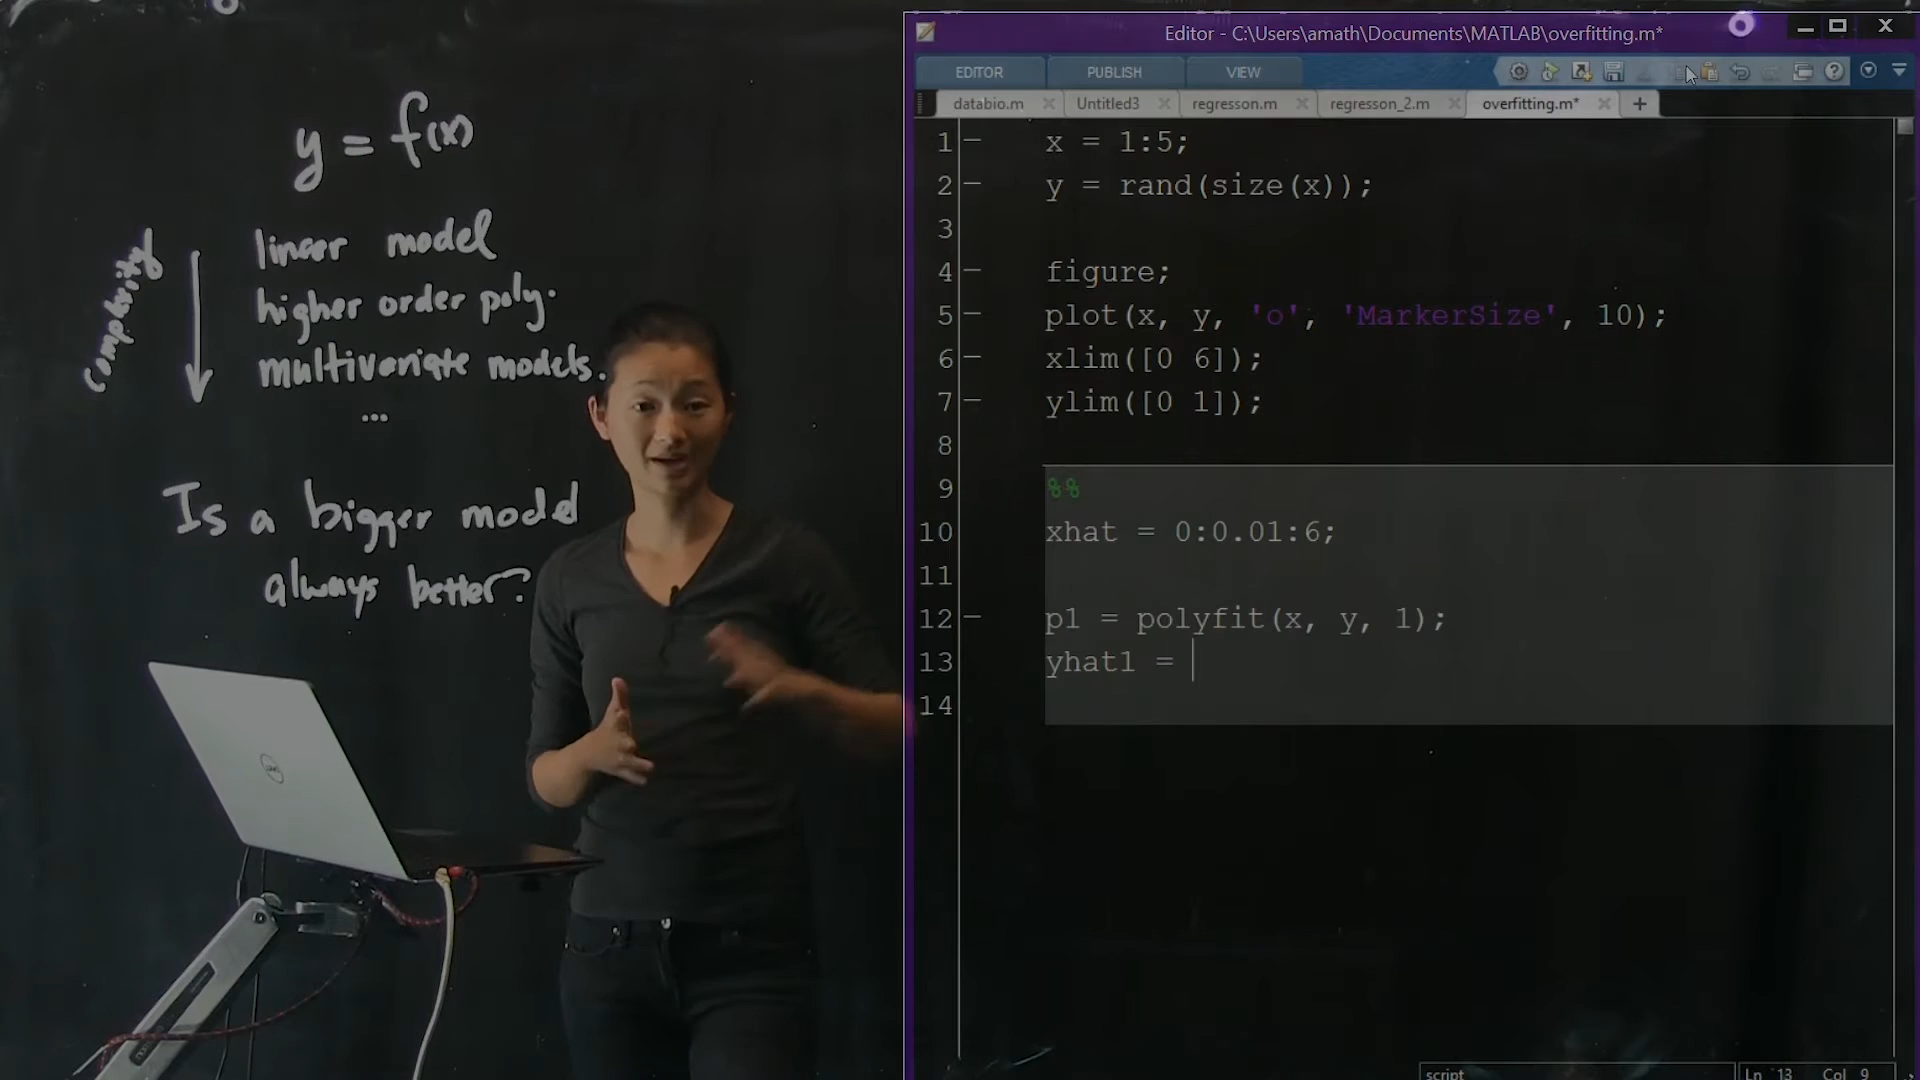 y = f(x)
complexity
linear model
higher order poly.
multivariate models.
...
Is a bigger model
always better?
Editor - C:\Users\amath\Documents\MATLAB\overfitting.m*
EDITOR PUBLISH VIEW
databio.m Untitled3 regresson.m regresson_2.m overfitting.m*
1 x = 1:5;
2 y = rand(size(x));
3
4 figure;
5 plot(x, y, 'o', 'MarkerSize', 10);
6 xlim([0 6]);
7 ylim([0 1]);
8
9 %%
10 xhat = 0:0.01:6;
11
12 p1 = polyfit(x, y, 1);
13 yhat1 =
14
script Ln 13 Col 9
DELL